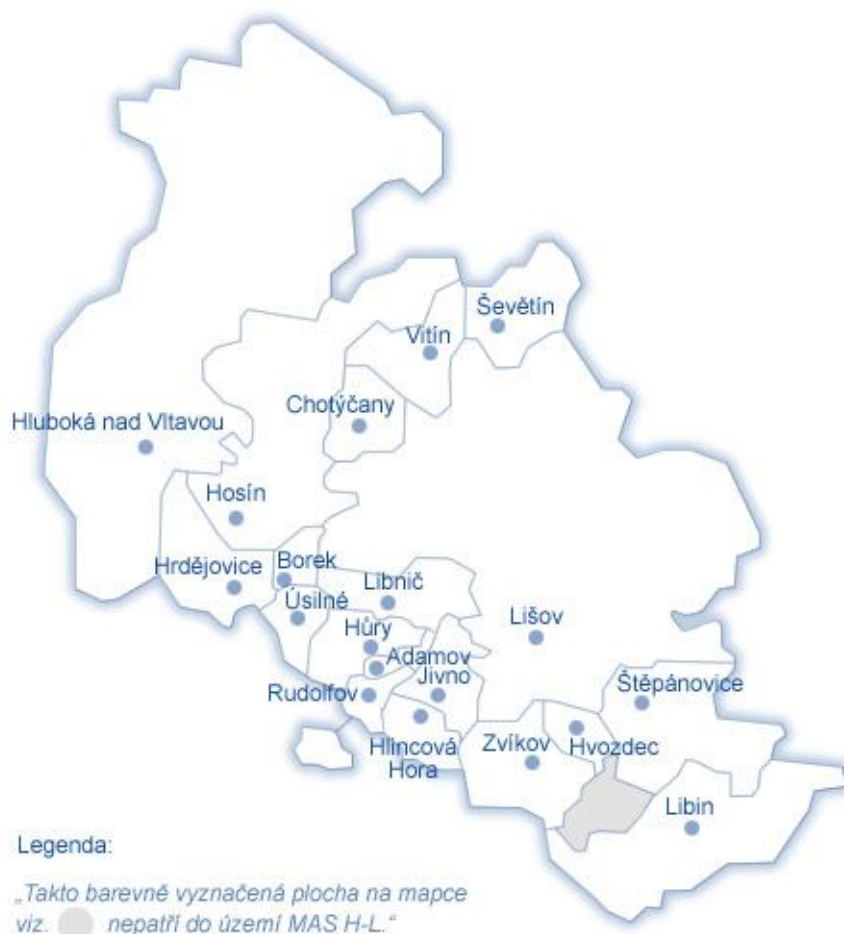 Ševětín
Vitín
Chotýčany
Hluboká nad Vltavou
Hosín
Hrdějovice
Borek
Libnič
Úsilné
Hůry
Lišov
Adamov
Jivno
Rudolfov
Štěpánovice
Hlincová
Hora
Zvíkov
Hvozdec
Libin
Legenda:
„Takto barevně vyznačená plocha na mapce
viz. nepatří do území MAS H-L.“